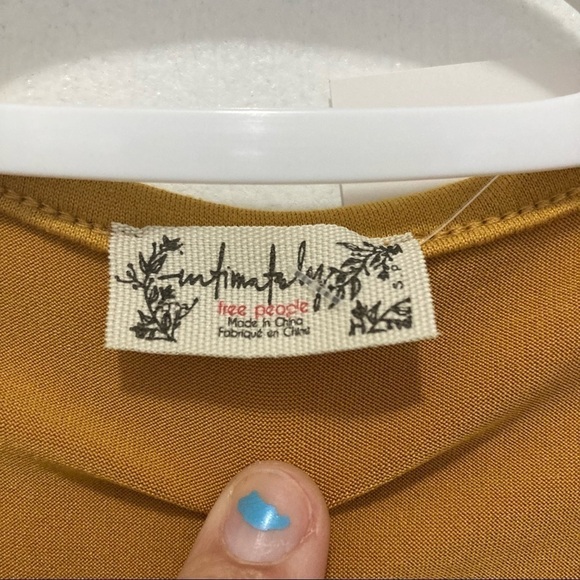 intimately
free people
Made in China
Fabriqué en Chine
S P